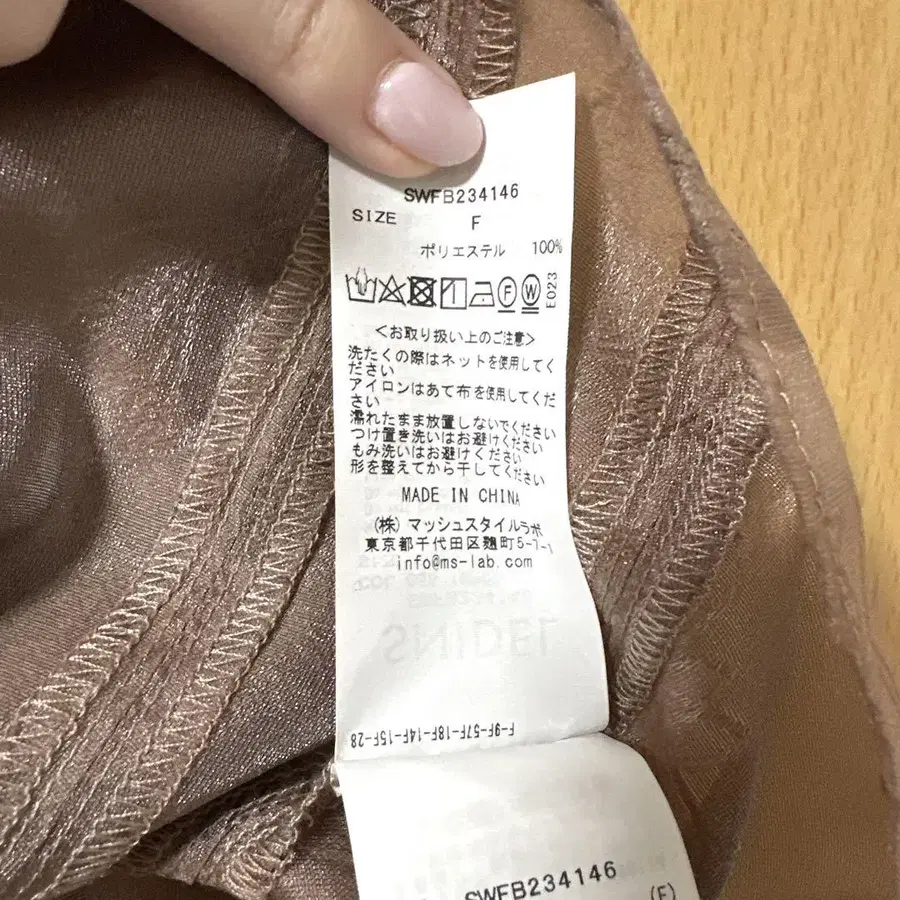 SWFB234146
SIZE F
ポリエステル 100%
F W
E023
<お取り扱い上のご注意>
洗たくの際はネットを使用してく
ださい
アイロンはあて布を使用してくだ
さい
濡れたまま放置しないでください
つけ置き洗いはお避けください
もみ洗いはお避けください
形を整えてから干してください
MADE IN CHINA
(株) マッシュスタイルラボ
東京都千代田区麹町5-7-1
info@ms-lab.com
SNIDEL
F-9F-57F-18F-14F-15F-28
SWFB234146
(F)